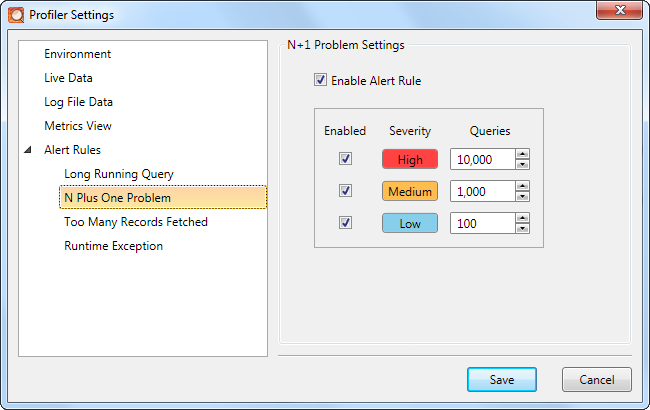 Profiler Settings
Environment
Live Data
Log File Data
Metrics View
Alert Rules
Long Running Query
N Plus One Problem
Too Many Records Fetched
Runtime Exception
N+1 Problem Settings
Enable Alert Rule
Enabled Severity Queries
High 10,000
Medium 1,000
Low 100
Save Cancel